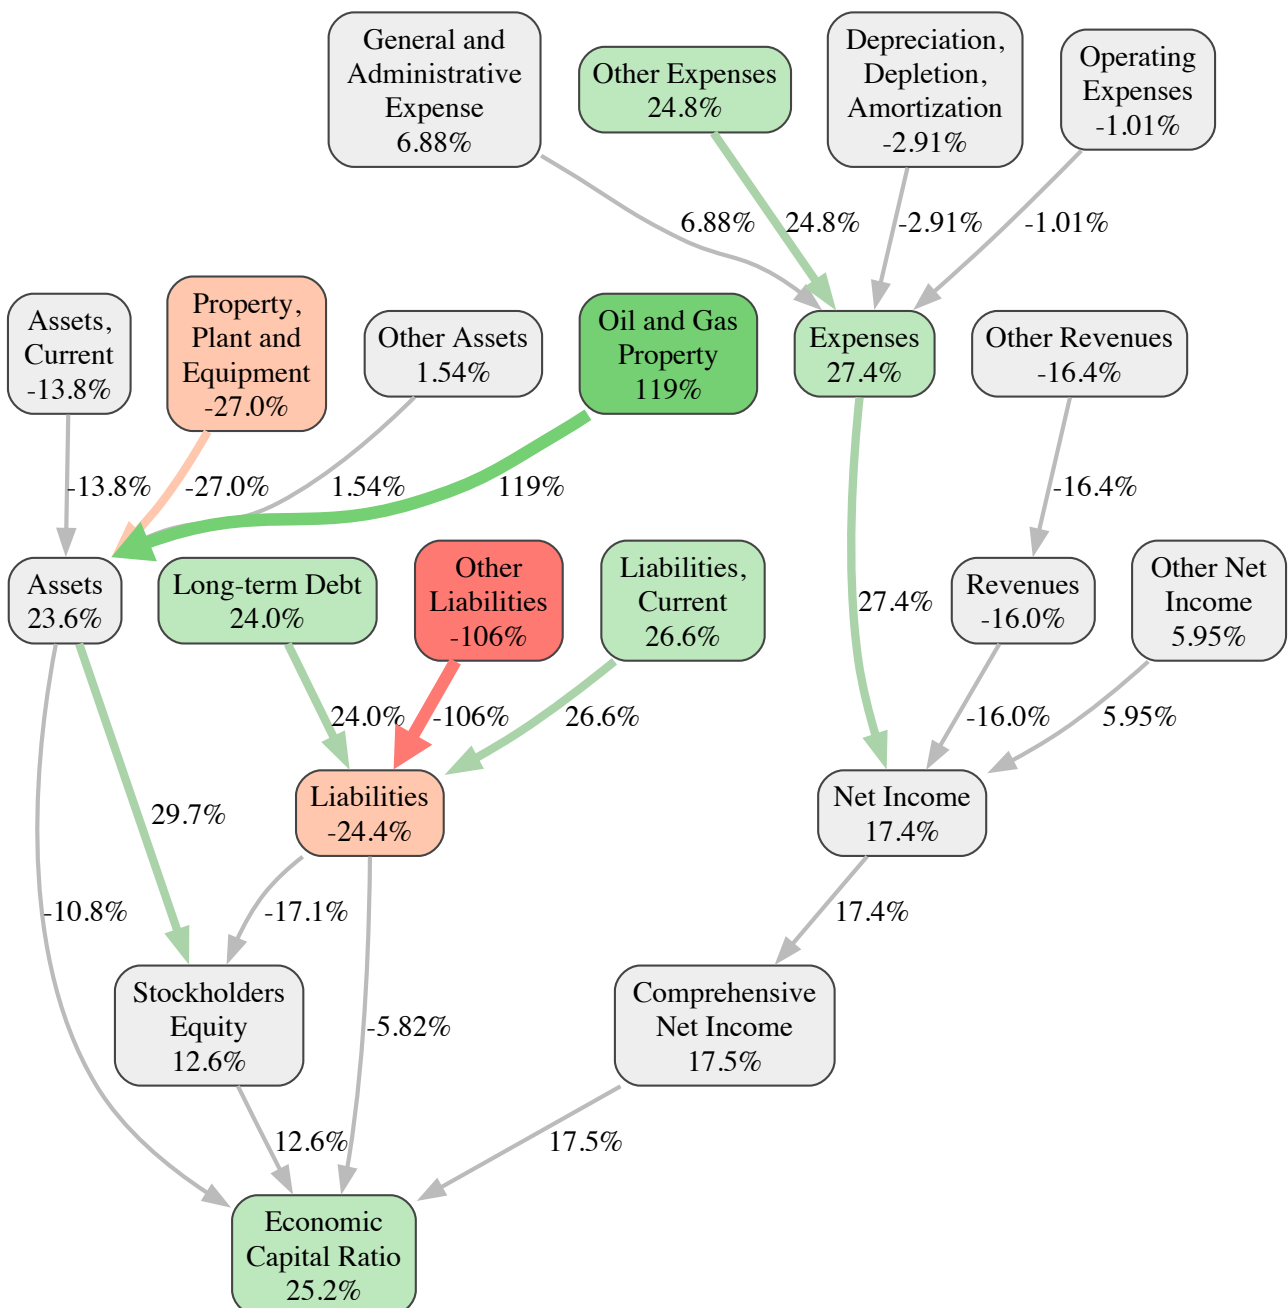 General and
Administrative
Expense
6.88%
Other Expenses
24.8%
Depreciation,
Depletion,
Amortization
-2.91%
Operating
Expenses
-1.01%
6.88%
24.8%
-2.91%
-1.01%
Assets,
Current
-13.8%
Property,
Plant and
Equipment
-27.0%
Other Assets
1.54%
Oil and Gas
Property
119%
Expenses
27.4%
Other Revenues
-16.4%
-13.8%
-27.0%
1.54%
119%
-16.4%
Assets
23.6%
Long-term Debt
24.0%
Other
Liabilities
-106%
Liabilities,
Current
26.6%
27.4%
Revenues
-16.0%
Other Net
Income
5.95%
24.0%
-106%
26.6%
-16.0%
5.95%
29.7%
Liabilities
-24.4%
Net Income
17.4%
-10.8%
-17.1%
17.4%
Stockholders
Equity
12.6%
-5.82%
Comprehensive
Net Income
17.5%
12.6%
17.5%
Economic
Capital Ratio
25.2%